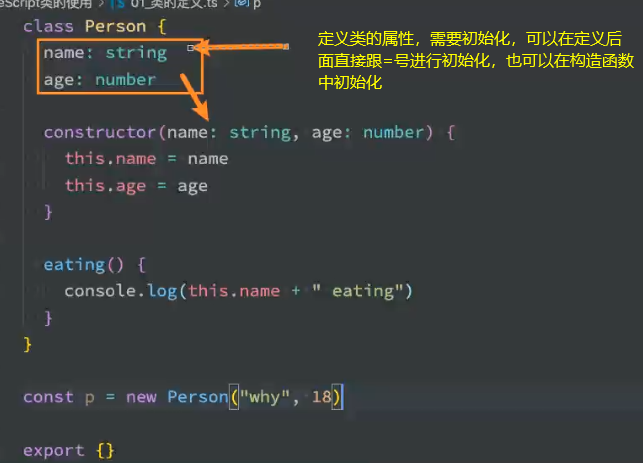 eScript类的使用 > TS 01_类的定义.ts > p
class Person {
name: string
age: number
定义类的属性，需要初始化，可以在定义后
面直接跟=号进行初始化，也可以在构造函数
中初始化
constructor(name: string, age: number) {
this.name = name
this.age = age
}
eating() {
console.log(this.name + " eating")
}
}
const p = new Person("why", 18)
export {}